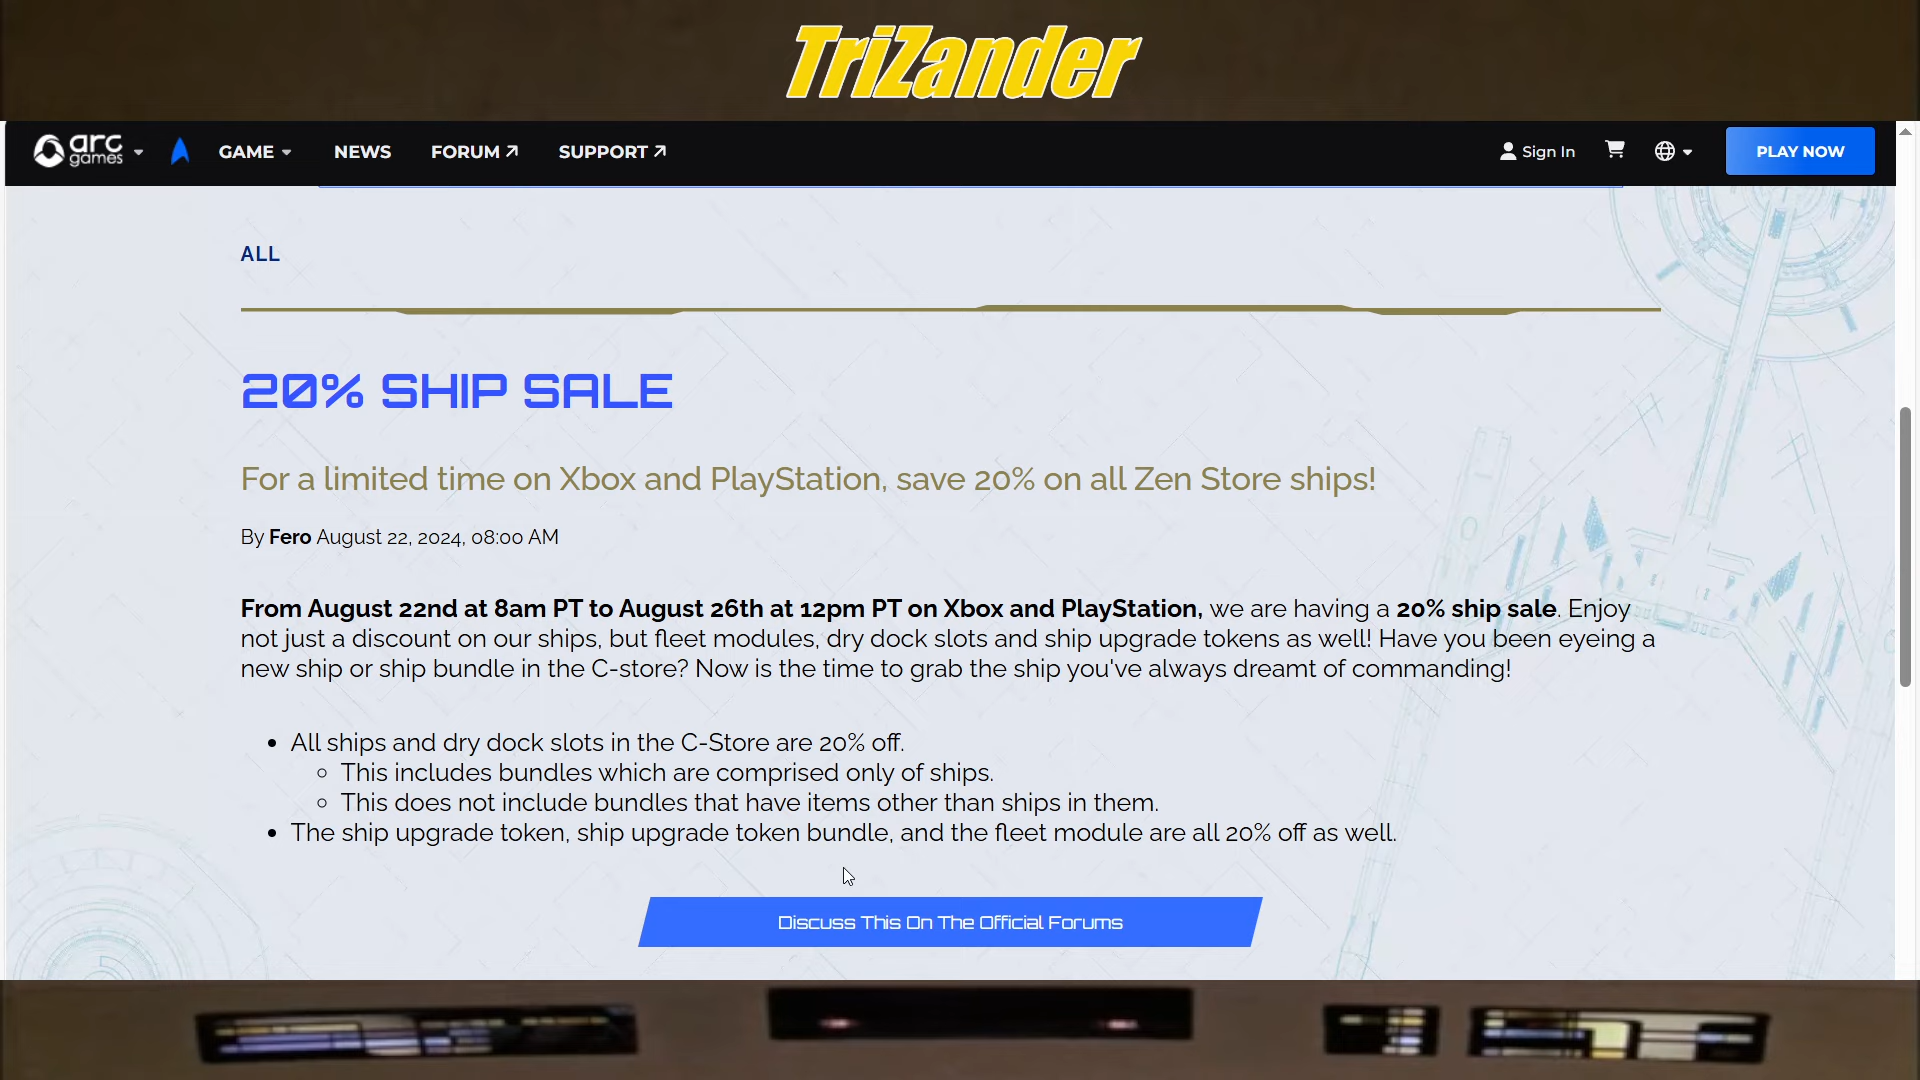 TriZander
arc games
GAME
NEWS
FORUM
SUPPORT
Sign In
PLAY NOW
ALL
20% SHIP SALE
For a limited time on Xbox and PlayStation, save 20% on all Zen Store ships!
By Fero August 22, 2024, 08:00 AM
From August 22nd at 8am PT to August 26th at 12pm PT on Xbox and PlayStation, we are having a 20% ship sale. Enjoy
not just a discount on our ships, but fleet modules, dry dock slots and ship upgrade tokens as well! Have you been eyeing a
new ship or ship bundle in the C-store? Now is the time to grab the ship you've always dreamt of commanding!
• All ships and dry dock slots in the C-Store are 20% off.
○ This includes bundles which are comprised only of ships.
○ This does not include bundles that have items other than ships in them.
• The ship upgrade token, ship upgrade token bundle, and the fleet module are all 20% off as well.
Discuss This On The Official Forums